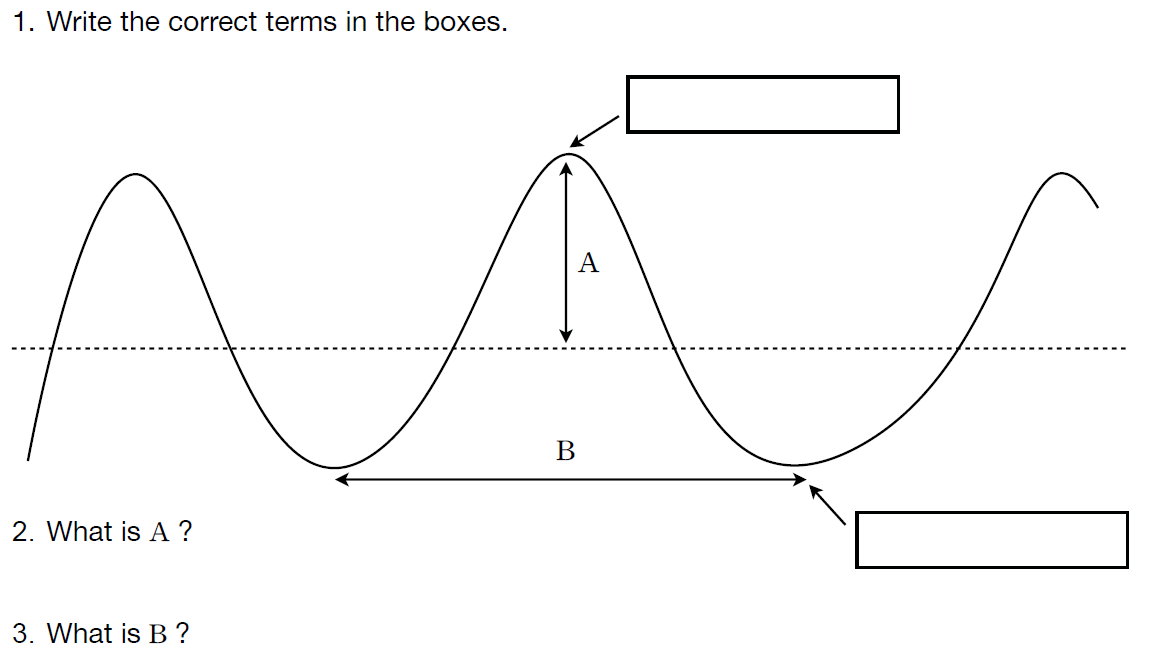 1. Write the correct terms in the boxes.
A
B
2. What is A ?
3. What is B ?